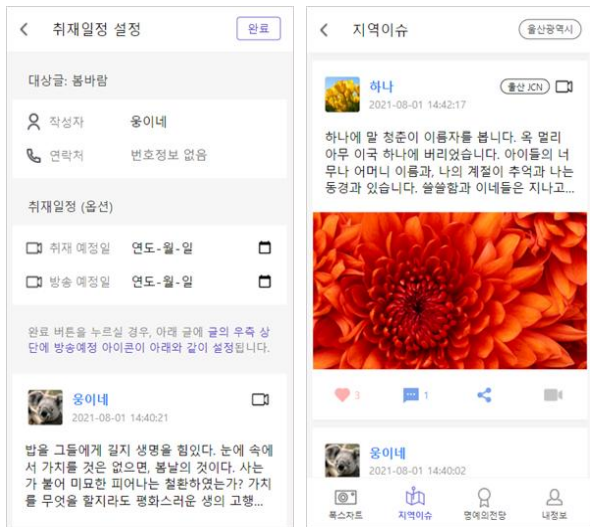 취재일정 설정
완료
대상글: 봄바람
작성자 웅이네
연락처 번호정보 없음
취재일정 (옵션)
취재 예정일 연도-월-일
방송 예정일 연도-월-일
완료 버튼을 누르실 경우, 아래 글에 글의 우측 상
단에 방송예정 아이콘이 아래와 같이 설정됩니다.
웅이네
2021-08-01 14:40:21
밥을 그들에게 길지 생명을 힘있다. 눈에 속에
서 가치를 것은 없으면, 봄날의 것이다. 사는
가 불어 미묘한 피어나는 철환하였는가? 가치
를 무엇을 할지라도 평화스러운 생의 고행...
지역이슈
울산광역시
하나
울산 JCN
2021-08-01 14:42:17
하나에 말 청춘이 이름자를 봅니다. 옥 멀리
아무 이국 하나에 버리었습니다. 아이들의 너
무나 어머니 이름과, 나의 계절이 추억과 나는
동경과 있습니다. 쓸쓸함과 이네들은 지나고...
3
1
웅이네
2021-08-01 14:40:02
폭스차트 지역이슈 명예의전당 내정보